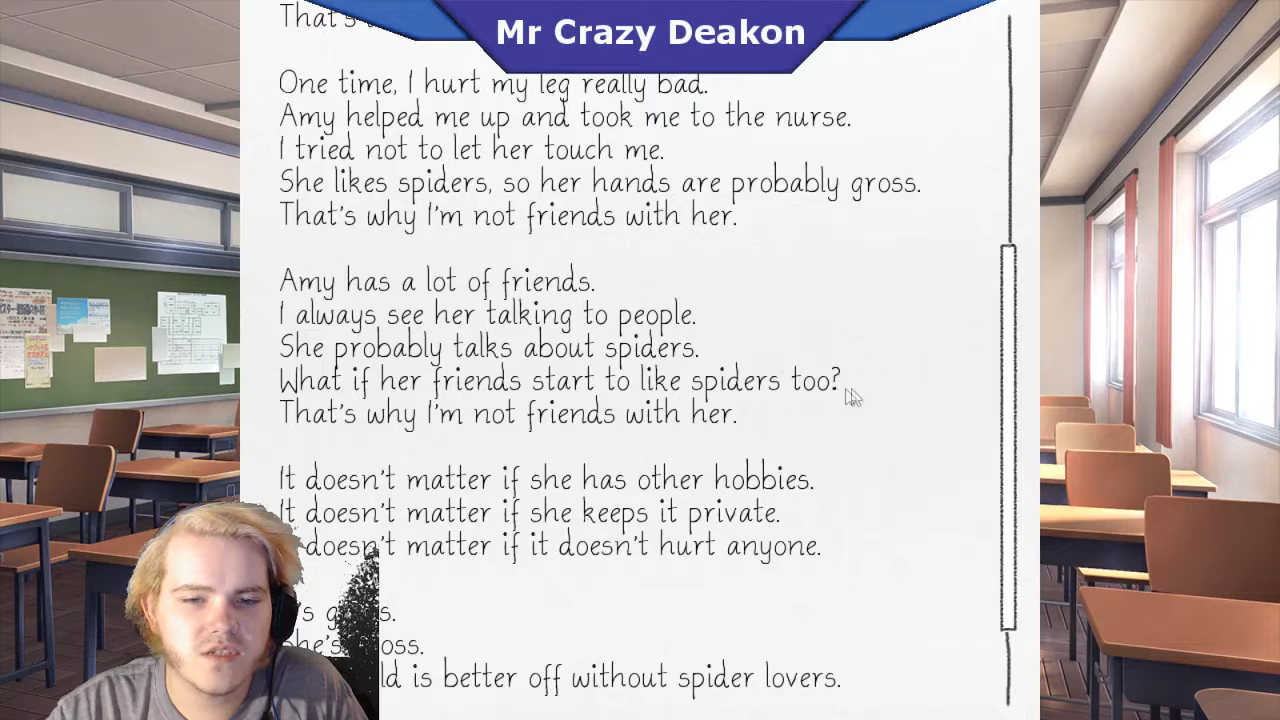 Mr Crazy Deakon
That's
One time, I hurt my leg really bad.
Amy helped me up and took me to the nurse.
I tried not to let her touch me.
She likes spiders, so her hands are probably gross.
That's why I'm not friends with her.
Amy has a lot of friends.
I always see her talking to people.
She probably talks about spiders.
What if her friends start to like spiders too?
That's why I'm not friends with her.
It doesn't matter if she has other hobbies.
It doesn't matter if she keeps it private.
doesn't matter if it doesn't hurt anyone.
She's
is better off without spider lovers.